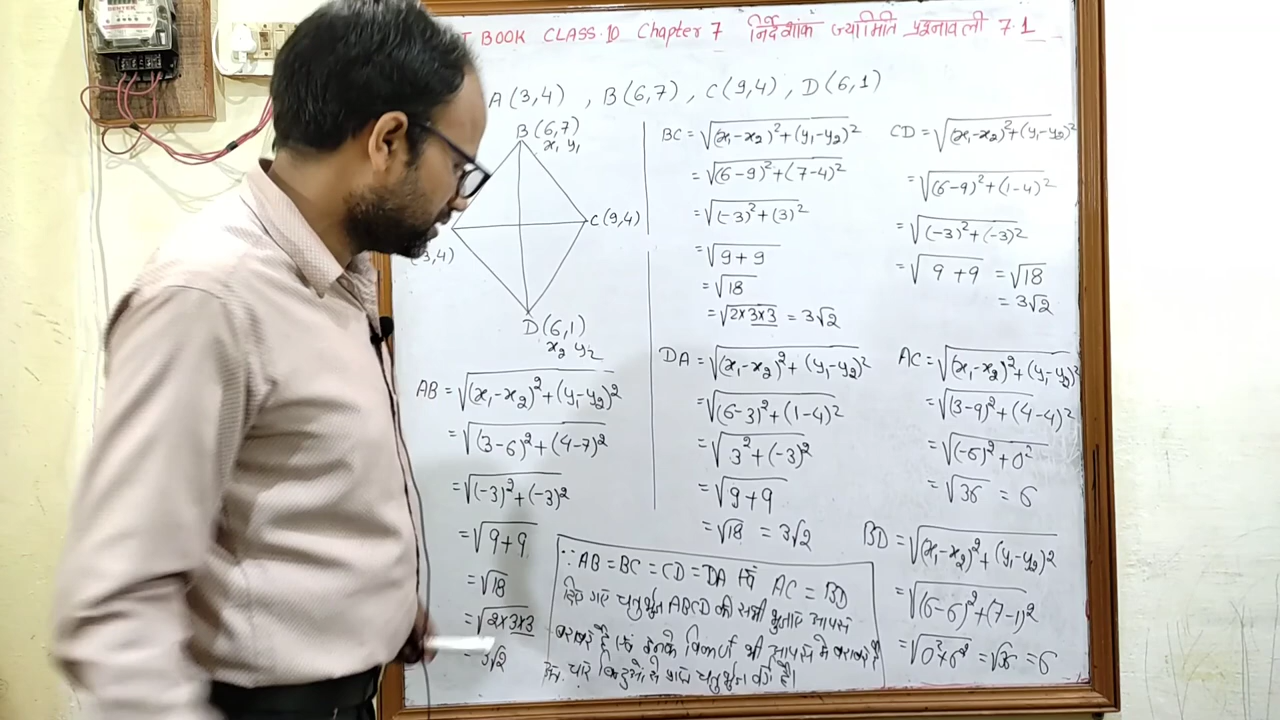 T BOOK CLASS.10 Chapter 7 निर्देशांक ज्यामिति प्रश्नावली 7.1
A(3,4) , B(6,7) , C(9,4) , D(6,1)
B(6,7)
x₁ y₁
C(9,4)
3,4)
D(6,1)
x₂ y₂
AB = √(x₁-x₂)²+(y₁-y₂)²
= √(3-6)²+(4-7)²
= √(-3)²+(-3)²
= √9+9
= √18
= √2×3×3
= 3√2
BC = √(x₁-x₂)²+(y₁-y₂)²
= √(6-9)²+(7-4)²
= √(-3)²+(3)²
= √9+9
= √18
= √2×3×3 = 3√2
DA = √(x₁-x₂)²+(y₁-y₂)²
= √(6-3)²+(1-4)²
= √3²+(-3)²
= √9+9
= √18 = 3√2
CD = √(x₁-x₂)²+(y₁-y₂)²
= √(6-9)²+(1-4)²
= √(-3)²+(-3)²
= √9+9 = √18
= 3√2
AC = √(x₁-x₂)²+(y₁-y₂)²
= √(3-9)²+(4-4)²
= √(-6)²+0²
= √36 = 6
BD = √(x₁-x₂)²+(y₁-y₂)²
= √(6-6)²+(7-1)²
= √0²+6² = √36 = 6
∵ AB = BC = CD = DA एवं AC = BD
दिए गए चतुर्भुज ABCD की सभी भुजाएं आपस
बराबर है एवं इनके विकर्ण भी आपस में बराबर है
चारों बिन्दुओं से चतुर्भुज वर्ग है।